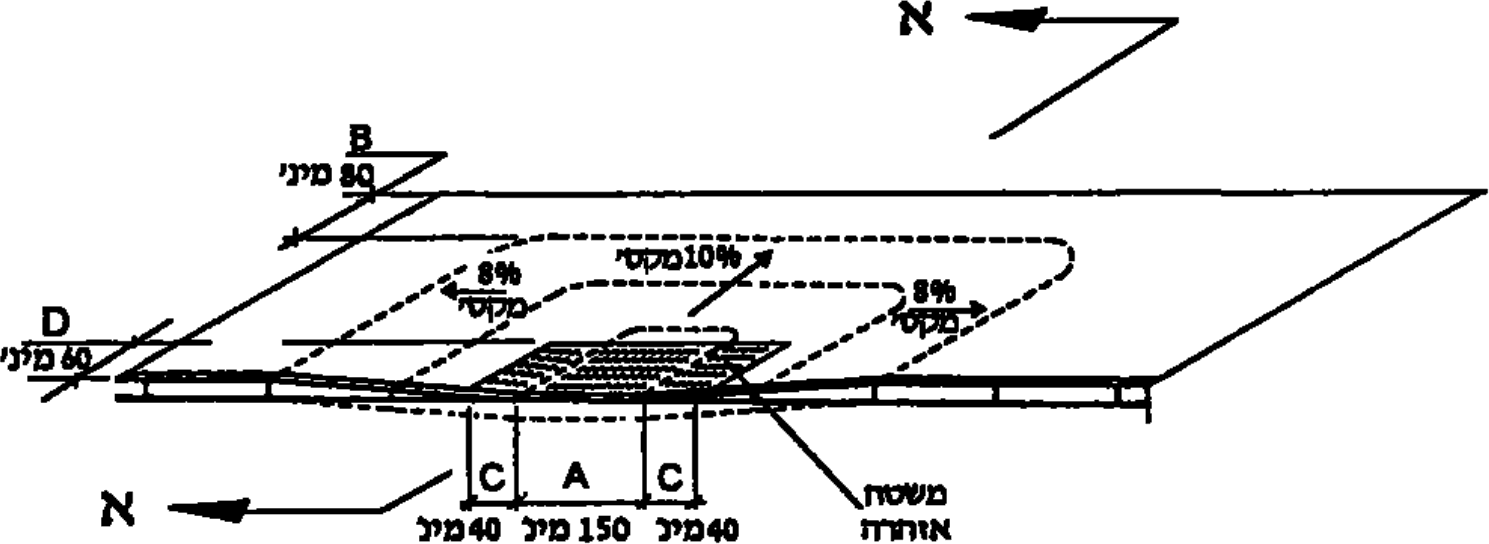 א
B
80 מיני
10% מקסי
8%
מקסי
8%
מקסי
D
60 מיני
C A C
40 מינ' 150 מינ' 40 מינ'
משטח
אזהרה
א